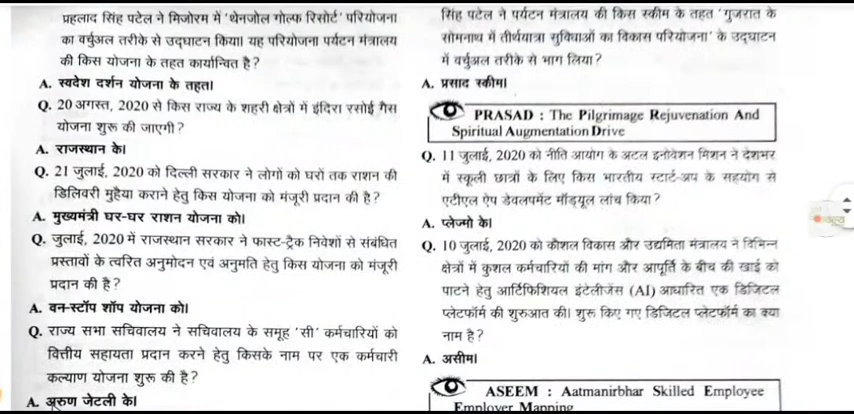 प्रहलाद सिंह पटेल ने मिजोरम में 'थेनजोल गोल्फ रिसोर्ट' परियोजना
का वर्चुअल तरीके से उद्घाटन किया। यह परियोजना पर्यटन मंत्रालय
की किस योजना के तहत कार्यान्वित है?
A. स्वदेश दर्शन योजना के तहत।
Q. 20 अगस्त, 2020 से किस राज्य के शहरी क्षेत्रों में इंदिरा रसोई गैस
योजना शुरू की जाएगी?
A. राजस्थान के।
Q. 21 जुलाई, 2020 को दिल्ली सरकार ने लोगों को घरों तक राशन की
डिलिवरी मुहैया कराने हेतु किस योजना को मंजूरी प्रदान की है?
A. मुख्यमंत्री घर-घर राशन योजना को।
Q. जुलाई, 2020 में राजस्थान सरकार ने फास्ट-ट्रैक निवेशों से संबंधित
प्रस्तावों के त्वरित अनुमोदन एवं अनुमति हेतु किस योजना को मंजूरी
प्रदान की है?
A. वन-स्टॉप शॉप योजना को।
Q. राज्य सभा सचिवालय ने सचिवालय के समूह 'सी' कर्मचारियों को
वित्तीय सहायता प्रदान करने हेतु किसके नाम पर एक कर्मचारी
कल्याण योजना शुरू की है?
A. अरुण जेटली के।
सिंह पटेल ने पर्यटन मंत्रालय की किस स्कीम के तहत 'गुजरात के
सोमनाथ में तीर्थयात्रा सुविधाओं का विकास परियोजना' के उद्घाटन
में वर्चुअल तरीके से भाग लिया?
A. प्रसाद स्कीम।
PRASAD : The Pilgrimage Rejuvenation And
Spiritual Augmentation Drive
Q. 11 जुलाई, 2020 को नीति आयोग के अटल इनोवेशन मिशन ने देशभर
में स्कूली छात्रों के लिए किस भारतीय स्टार्ट-अप के सहयोग से
एटीएल ऐप डेवलपमेंट मॉड्यूल लांच किया?
A. प्लेज्मो के।
Q. 10 जुलाई, 2020 को कौशल विकास और उद्यमिता मंत्रालय ने विभिन्न
क्षेत्रों में कुशल कर्मचारियों की मांग और आपूर्ति के बीच की खाई को
पाटने हेतु आर्टिफिशियल इंटेलीजेंस (AI) आधारित एक डिजिटल
प्लेटफॉर्म की शुरुआत की। शुरू किए गए डिजिटल प्लेटफॉर्म का क्या
नाम है?
A. असीम।
ASEEM : Aatmanirbhar Skilled Employee
Employer Mapping